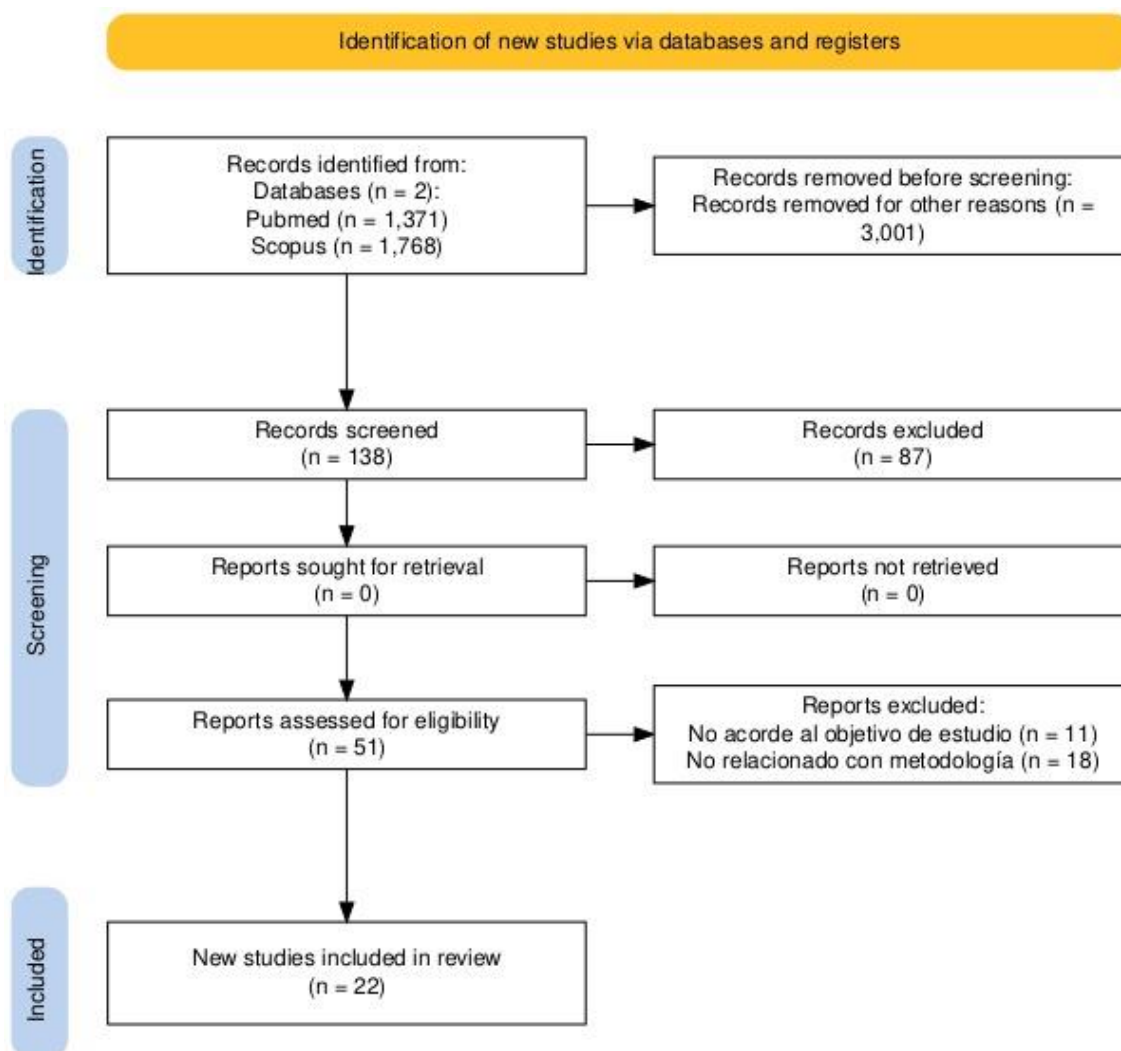 Identification of new studies via databases and registers
Identification
Records identified from:
Databases (n = 2):
Pubmed (n = 1,371)
Scopus (n = 1,768)
Records removed before screening:
Records removed for other reasons (n =
3,001)
Screening
Records screened
(n = 138)
Records excluded
(n = 87)
Reports sought for retrieval
(n = 0)
Reports not retrieved
(n = 0)
Reports assessed for eligibility
(n = 51)
Reports excluded:
No acorde al objetivo de estudio (n = 11)
No relacionado con metodología (n = 18)
Included
New studies included in review
(n = 22)